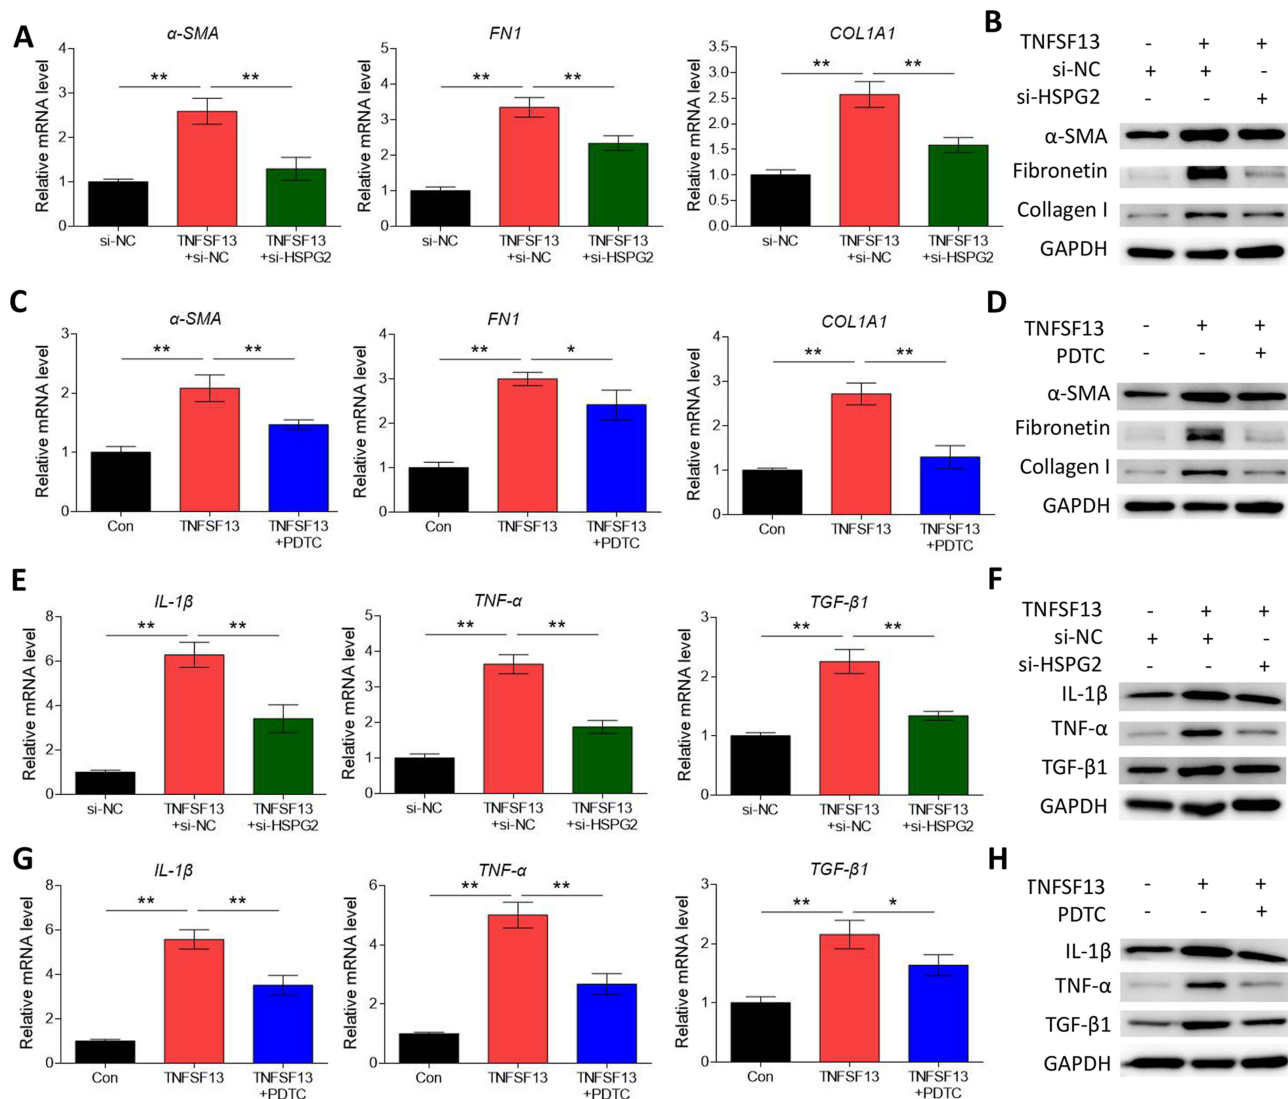 A
α-SMA
Relative mRNA level
4
3
2
1
0
** **
si-NC
TNFSF13
+si-NC
TNFSF13
+si-HSPG2
FN1
Relative mRNA level
5
4
3
2
1
0
** **
si-NC
TNFSF13
+si-NC
TNFSF13
+si-HSPG2
COL1A1
Relative mRNA level
3.5
3.0
2.5
2.0
1.5
1.0
0.5
0.0
** **
si-NC
TNFSF13
+si-NC
TNFSF13
+si-HSPG2
B
TNFSF13 - + +
si-NC + + -
si-HSPG2 - - +
α-SMA
Fibronetin
Collagen I
GAPDH
C
α-SMA
Relative mRNA level
3
2
1
0
** **
Con
TNFSF13
TNFSF13
+PDTC
FN1
Relative mRNA level
4
3
2
1
0
** *
Con
TNFSF13
TNFSF13
+PDTC
COL1A1
Relative mRNA level
4
3
2
1
0
** **
Con
TNFSF13
TNFSF13
+PDTC
D
TNFSF13 - + +
PDTC - - +
α-SMA
Fibronetin
Collagen I
GAPDH
E
IL-1β
Relative mRNA level
8
6
4
2
0
** **
si-NC
TNFSF13
+si-NC
TNFSF13
+si-HSPG2
TNF-α
Relative mRNA level
5
4
3
2
1
0
** **
si-NC
TNFSF13
+si-NC
TNFSF13
+si-HSPG2
TGF-β1
Relative mRNA level
3
2
1
0
** **
si-NC
TNFSF13
+si-NC
TNFSF13
+si-HSPG2
F
TNFSF13 - + +
si-NC + + -
si-HSPG2 - - +
IL-1β
TNF-α
TGF-β1
GAPDH
G
IL-1β
Relative mRNA level
8
6
4
2
0
** **
Con
TNFSF13
TNFSF13
+PDTC
TNF-α
Relative mRNA level
6
4
2
0
** **
Con
TNFSF13
TNFSF13
+PDTC
TGF-β1
Relative mRNA level
3
2
1
0
** *
Con
TNFSF13
TNFSF13
+PDTC
H
TNFSF13 - + +
PDTC - - +
IL-1β
TNF-α
TGF-β1
GAPDH